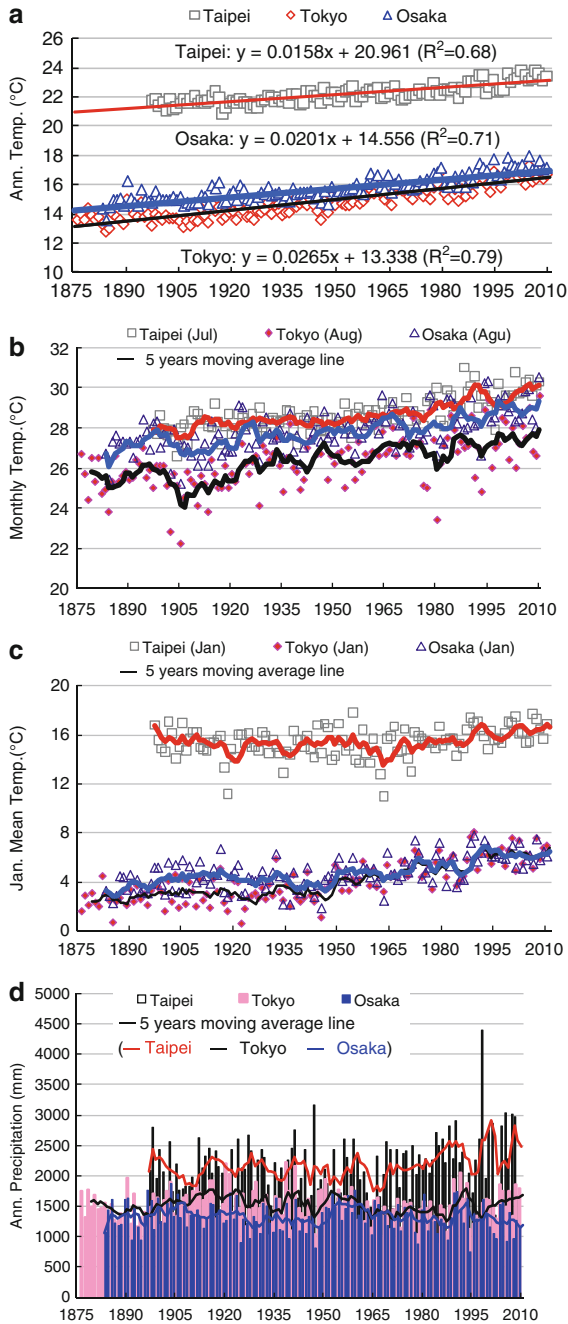 a
Taipei Tokyo Osaka
Ann. Temp. (°C)
26
24
22
20
18
16
14
12
10
Taipei: y = 0.0158x + 20.961 (R²=0.68)
Osaka: y = 0.0201x + 14.556 (R²=0.71)
Tokyo: y = 0.0265x + 13.338 (R²=0.79)
1875 1890 1905 1920 1935 1950 1965 1980 1995 2010
b
Taipei (Jul) Tokyo (Aug) Osaka (Agu)
5 years moving average line
Monthly Temp.(°C)
32
30
28
26
24
22
20
1875 1890 1905 1920 1935 1950 1965 1980 1995 2010
c
Taipei (Jan) Tokyo (Jan) Osaka (Jan)
5 years moving average line
Jan. Mean Temp.(°C)
20
16
12
8
4
0
1875 1890 1905 1920 1935 1950 1965 1980 1995 2010
d
Taipei Tokyo Osaka
5 years moving average line
( Taipei Tokyo Osaka)
Ann. Precipitation (mm)
5000
4500
4000
3500
3000
2500
2000
1500
1000
500
0
1875 1890 1905 1920 1935 1950 1965 1980 1995 2010